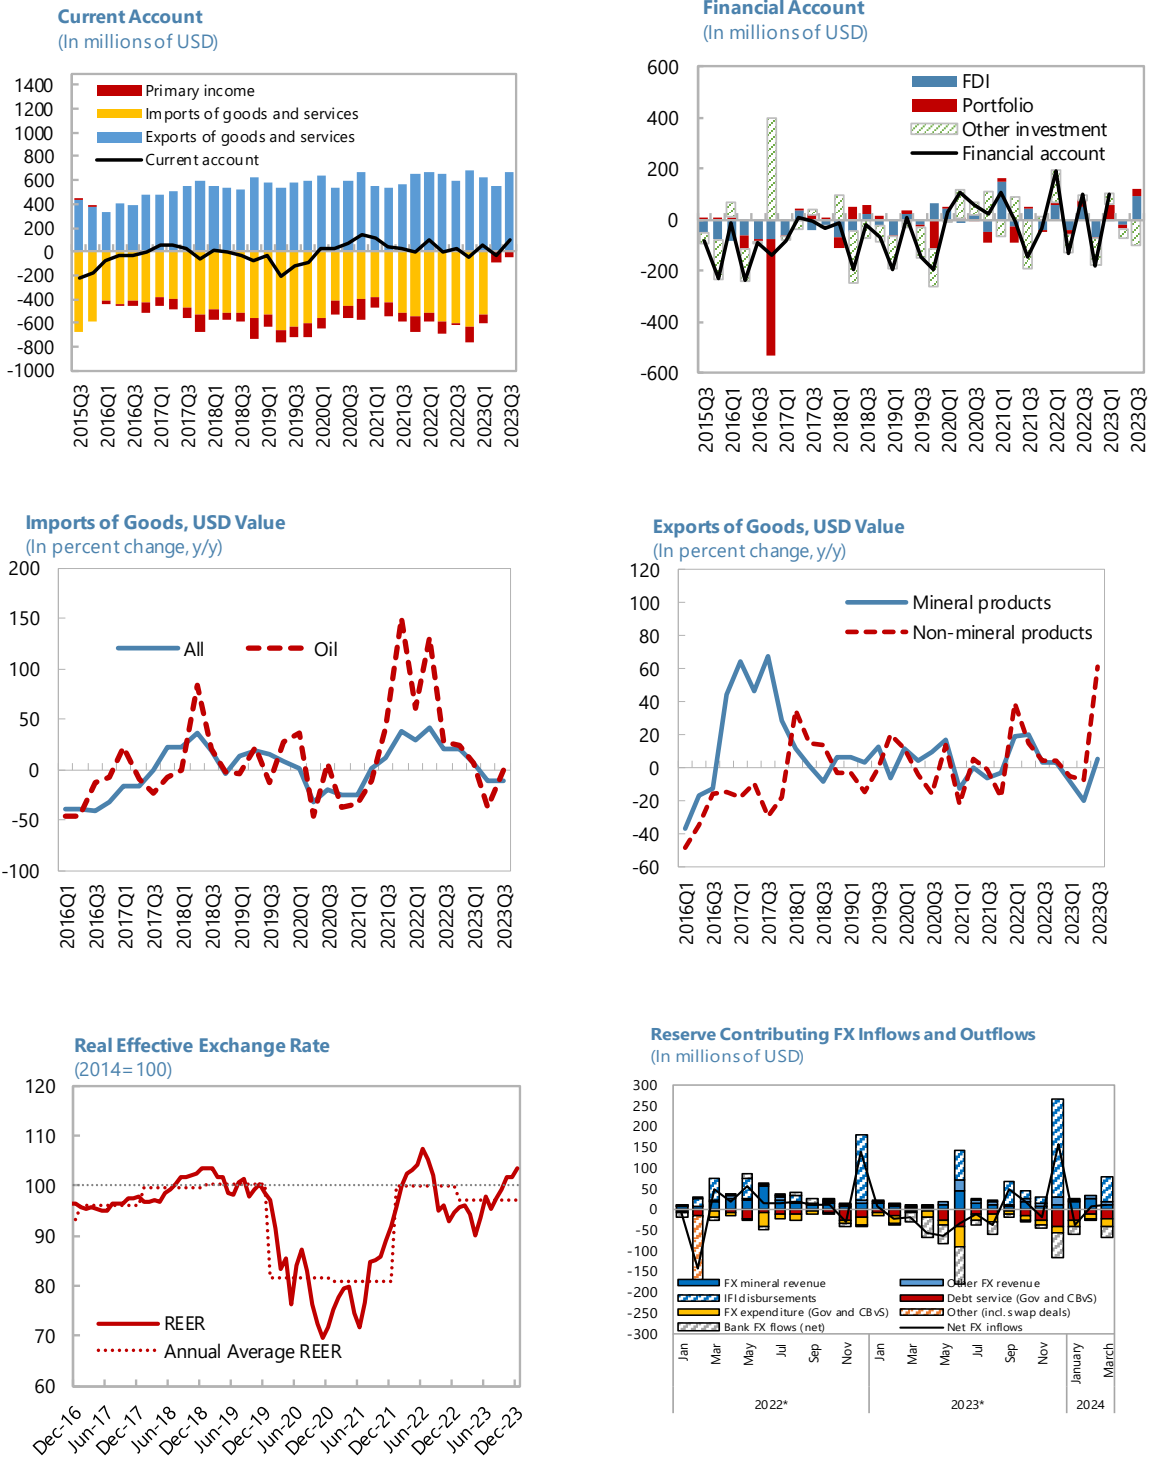 Current Account
(In millions of USD)
1400
1200
1000
800
600
400
200
0
-200
-400
-600
-800
-1000
Primary income
Imports of goods and services
Exports of goods and services
Current account
2015Q3
2016Q1
2016Q3
2017Q1
2017Q3
2018Q1
2018Q3
2019Q1
2019Q3
2020Q1
2020Q3
2021Q1
2021Q3
2022Q1
2022Q3
2023Q1
2023Q3
Financial Account
(In millions of USD)
600
400
200
0
-200
-400
-600
FDI
Portfolio
Other investment
Financial account
2015Q3
2016Q1
2016Q3
2017Q1
2017Q3
2018Q1
2018Q3
2019Q1
2019Q3
2020Q1
2020Q3
2021Q1
2021Q3
2022Q1
2022Q3
2023Q1
2023Q3
Imports of Goods, USD Value
(In percent change, y/y)
200
150
100
50
0
-50
-100
All
Oil
2016Q1
2016Q3
2017Q1
2017Q3
2018Q1
2018Q3
2019Q1
2019Q3
2020Q1
2020Q3
2021Q1
2021Q3
2022Q1
2022Q3
2023Q1
2023Q3
Exports of Goods, USD Value
(In percent change, y/y)
120
100
80
60
40
20
0
-20
-40
-60
Mineral products
Non-mineral products
2016Q1
2016Q3
2017Q1
2017Q3
2018Q1
2018Q3
2019Q1
2019Q3
2020Q1
2020Q3
2021Q1
2021Q3
2022Q1
2022Q3
2023Q1
2023Q3
Real Effective Exchange Rate
(2014=100)
120
110
100
90
80
70
60
REER
Annual Average REER
Dec-16
Jun-17
Dec-17
Jun-18
Dec-18
Jun-19
Dec-19
Jun-20
Dec-20
Jun-21
Dec-21
Jun-22
Dec-22
Jun-23
Dec-23
Reserve Contributing FX Inflows and Outflows
(In millions of USD)
300
250
200
150
100
50
0
-50
-100
-150
-200
-250
-300
FX mineral revenue
Other FX revenue
IFI disbursements
Debt service (Gov and CBvS)
FX expenditure (Gov and CBvS)
Other (incl. swap deals)
Bank FX flows (net)
Net FX inflows
Jan
Mar
May
Jul
Sep
Nov
Jan
Mar
May
Jul
Sep
Nov
January
March
2022*
2023*
2024